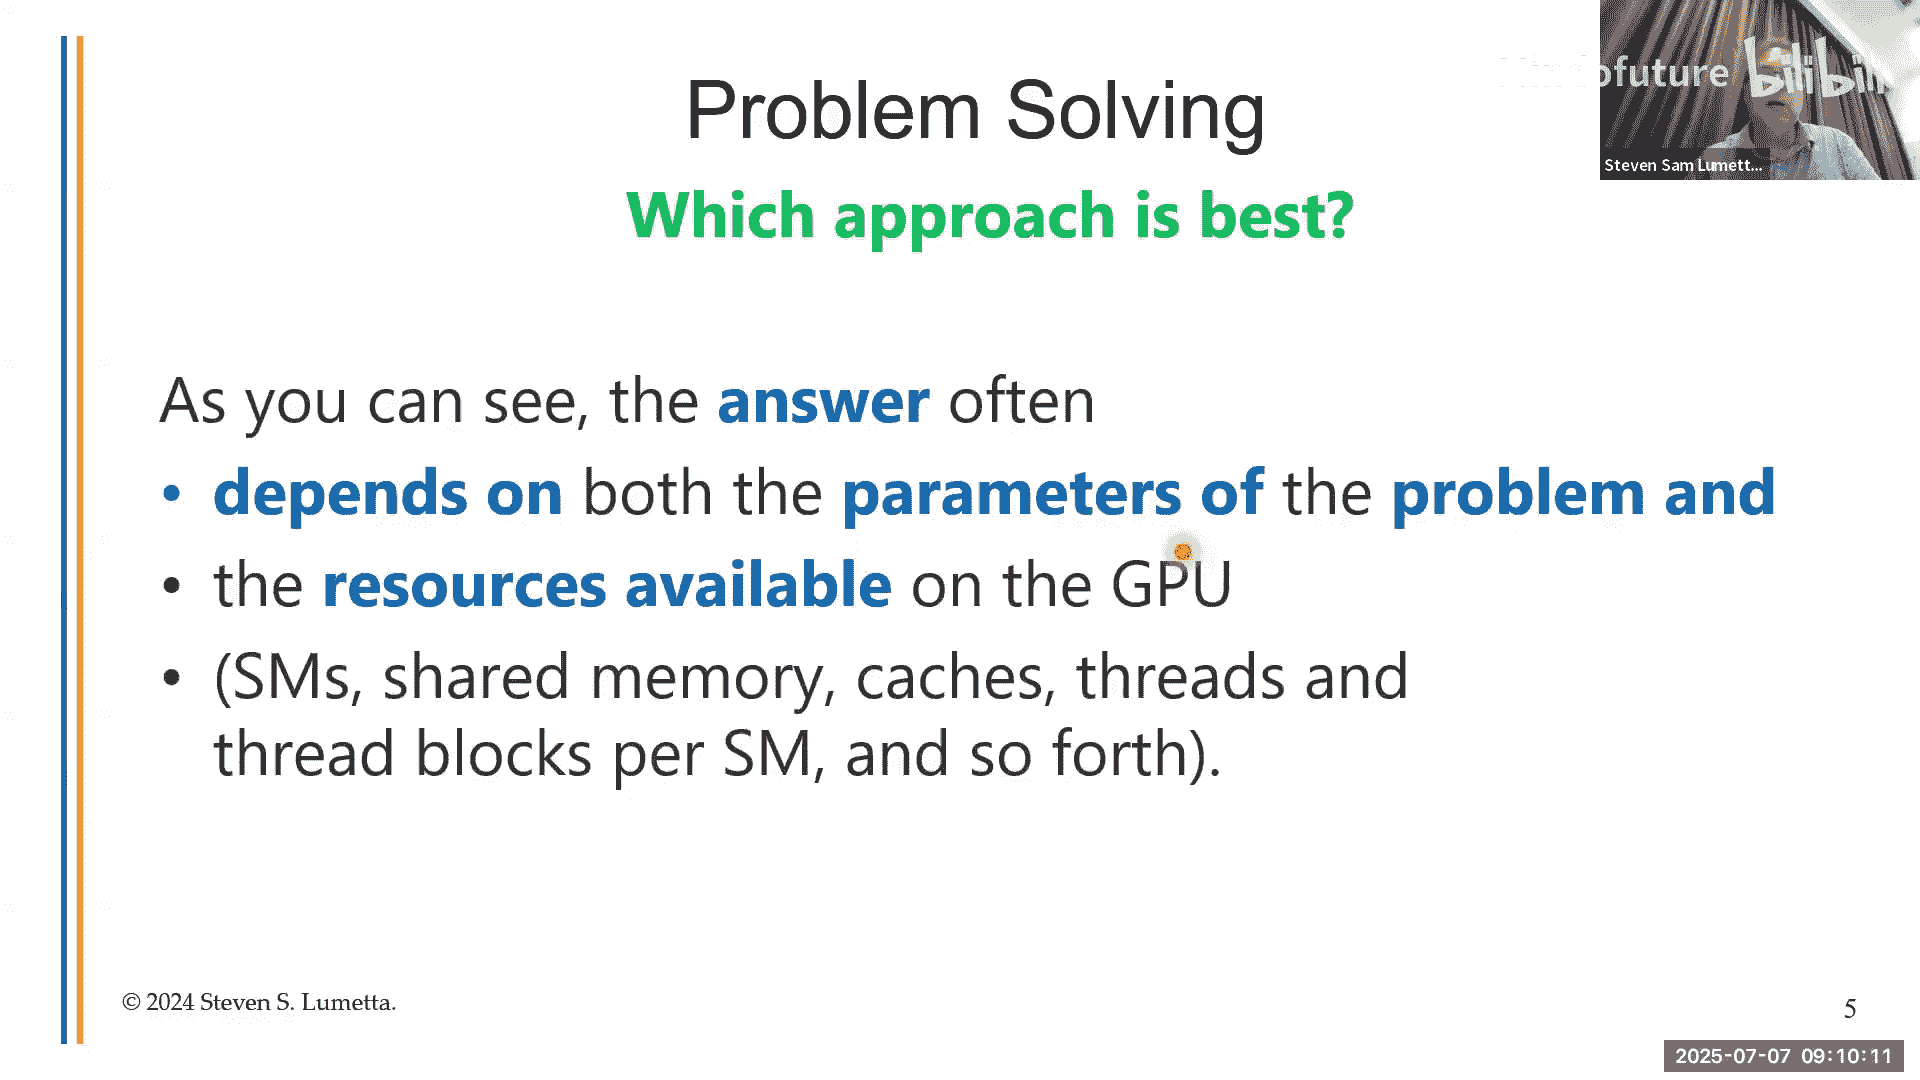 Problem Solving
Which approach is best?
As you can see, the answer often
• depends on both the parameters of the problem and
• the resources available on the GPU
• (SMs, shared memory, caches, threads and
thread blocks per SM, and so forth).
© 2024 Steven S. Lumetta.
5
bilibili
Steven Sam Lumett...
2025-07-07 09:10:11